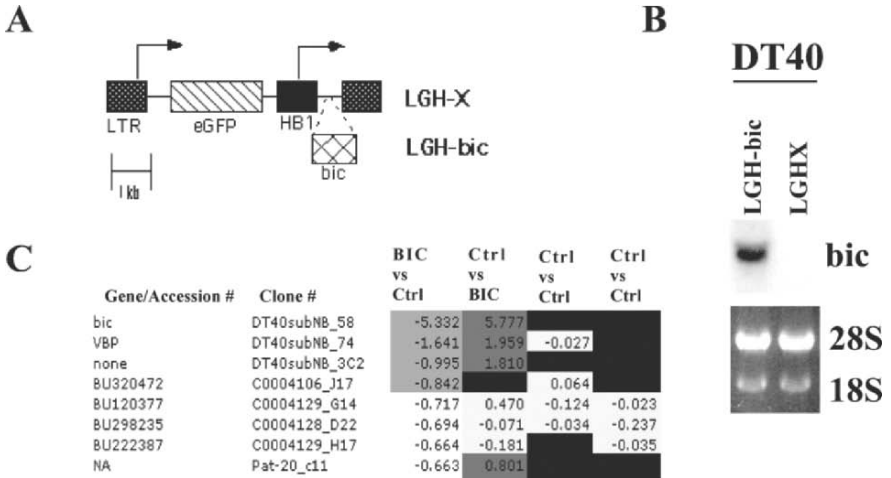 A
LTR
eGFP
HB1
LGH-X
LGH-bic
bic
1 kb
B
DT40
LGH-bic
LGHX
bic
28S
18S
C
Gene/Accession # Clone # BIC vs Ctrl Ctrl vs BIC Ctrl vs Ctrl Ctrl vs Ctrl
bic DT40subNB_58 -5.332 5.777
VBP DT40subNB_74 -1.641 1.959 -0.027
none DT40subNB_3C2 -0.995 1.810
BU320472 C0004106_J17 -0.842 0.064
BU120377 C0004129_G14 -0.717 0.470 -0.124 -0.023
BU298235 C0004128_D22 -0.694 -0.071 -0.034 -0.237
BU222387 C0004129_H17 -0.664 -0.181 -0.035
NA Pat-20_c11 -0.663 0.801